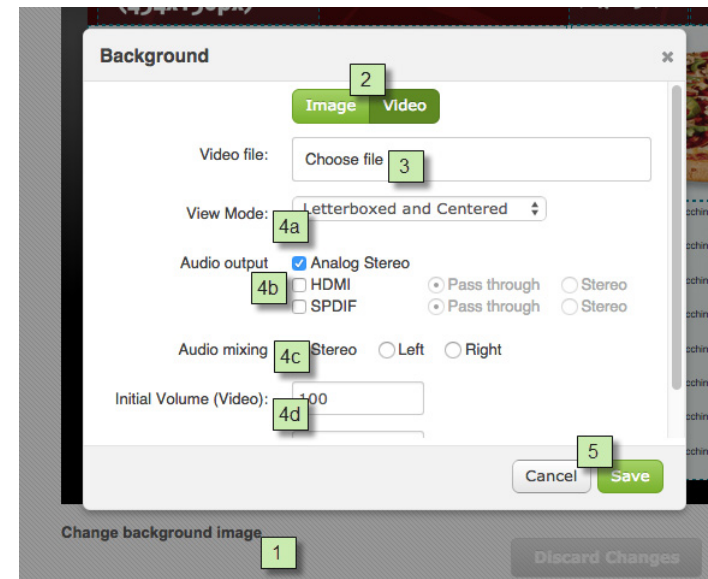 Background ×
2
Image Video
Video file: Choose file 3
View Mode: Letterboxed and Centered
4a
Audio output Analog Stereo
4b HDMI Pass through Stereo
SPDIF Pass through Stereo
Audio mixing 4c Stereo Left Right
Initial Volume (Video): 100
4d
5
Cancel Save
Change background image
1
Discard Changes